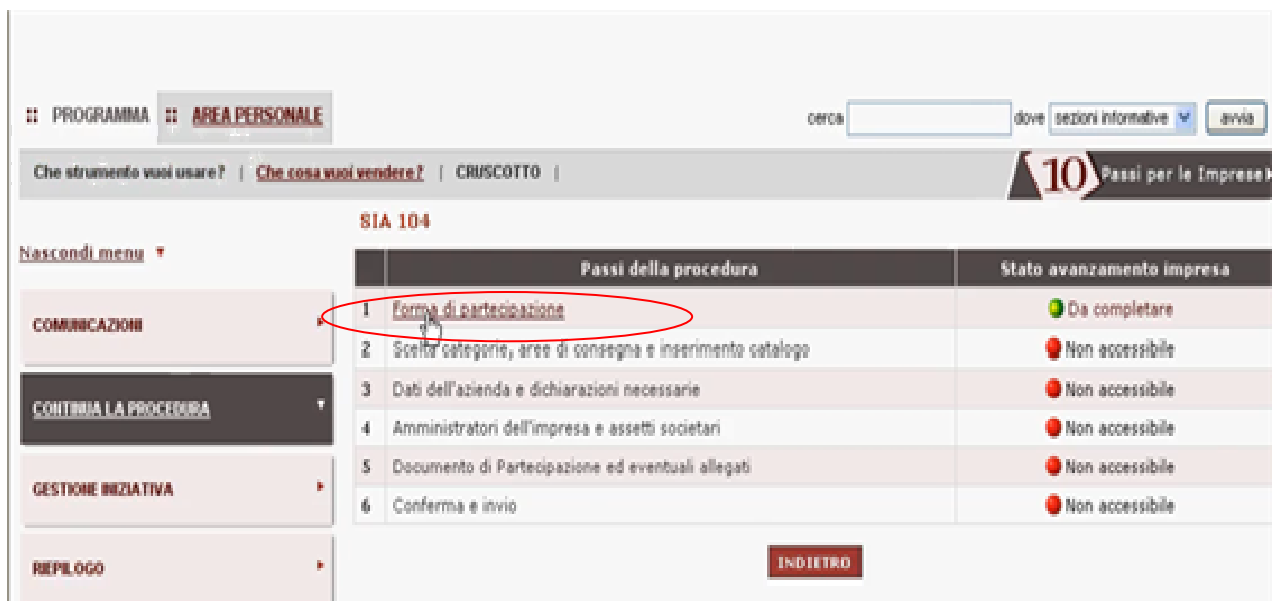 :: PROGRAMMA :: AREA PERSONALE
cerca dove sezioni informative avvia
Che strumento vuoi usare? | Che cosa vuoi vendere? | CRUSCOTTO |
10 Passi per le Imprese
SIA 104
Nascondi menu
Passi della procedura Stato avanzamento impresa
1 Forma di partecipazione Da completare
COMUNICAZIONI
2 Scelta categorie, aree di consegna e inserimento catalogo Non accessibile
3 Dati dell'azienda e dichiarazioni necessarie Non accessibile
CONTINUA LA PROCEDURA
4 Amministratori dell'impresa e assetti societari Non accessibile
5 Documento di Partecipazione ed eventuali allegati Non accessibile
GESTIONE INIZIATIVA
6 Conferma e invio Non accessibile
RIEPILOGO
INDIETRO